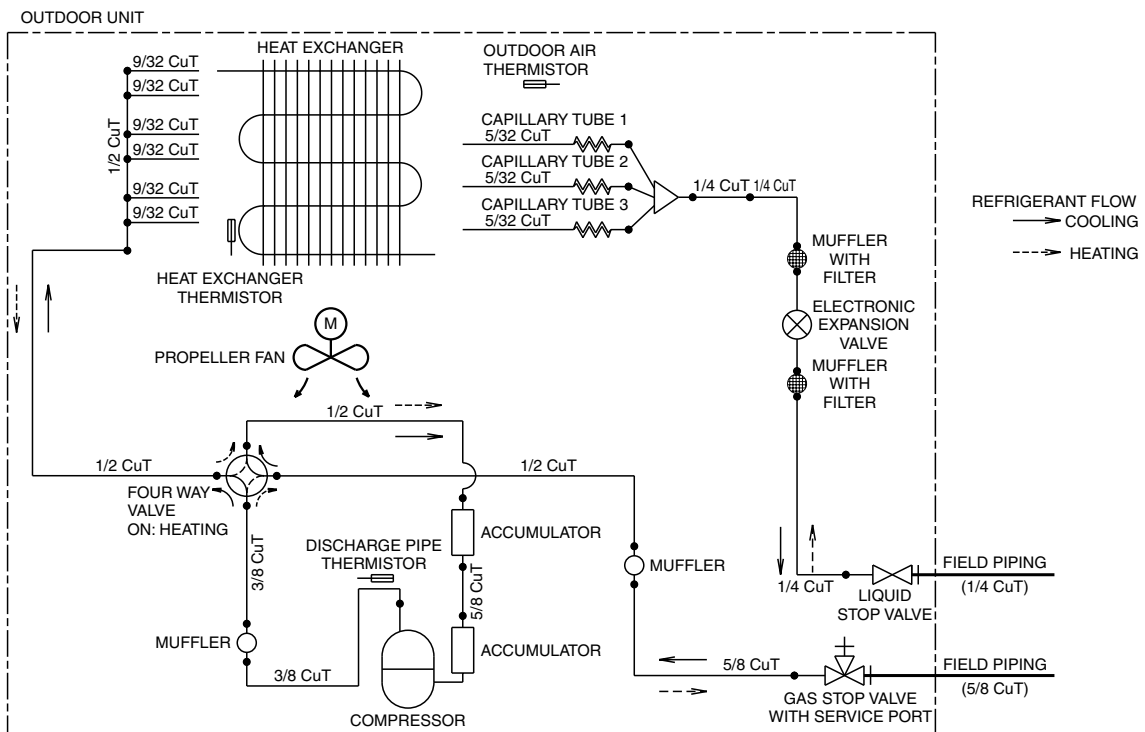 OUTDOOR UNIT
HEAT EXCHANGER
OUTDOOR AIR
THERMISTOR
9/32 CuT
9/32 CuT
9/32 CuT
9/32 CuT
9/32 CuT
9/32 CuT
1/2 CuT
CAPILLARY TUBE 1
5/32 CuT
CAPILLARY TUBE 2
5/32 CuT
CAPILLARY TUBE 3
5/32 CuT
1/4 CuT
1/4 CuT
REFRIGERANT FLOW
COOLING
HEATING
MUFFLER
WITH
FILTER
ELECTRONIC
EXPANSION
VALVE
MUFFLER
WITH
FILTER
HEAT EXCHANGER
THERMISTOR
M
PROPELLER FAN
1/2 CuT
1/2 CuT
1/2 CuT
FOUR WAY
VALVE
ON: HEATING
3/8 CuT
DISCHARGE PIPE
THERMISTOR
ACCUMULATOR
5/8 CuT
ACCUMULATOR
MUFFLER
3/8 CuT
COMPRESSOR
MUFFLER
1/4 CuT
LIQUID
STOP VALVE
FIELD PIPING
(1/4 CuT)
5/8 CuT
GAS STOP VALVE
WITH SERVICE PORT
FIELD PIPING
(5/8 CuT)